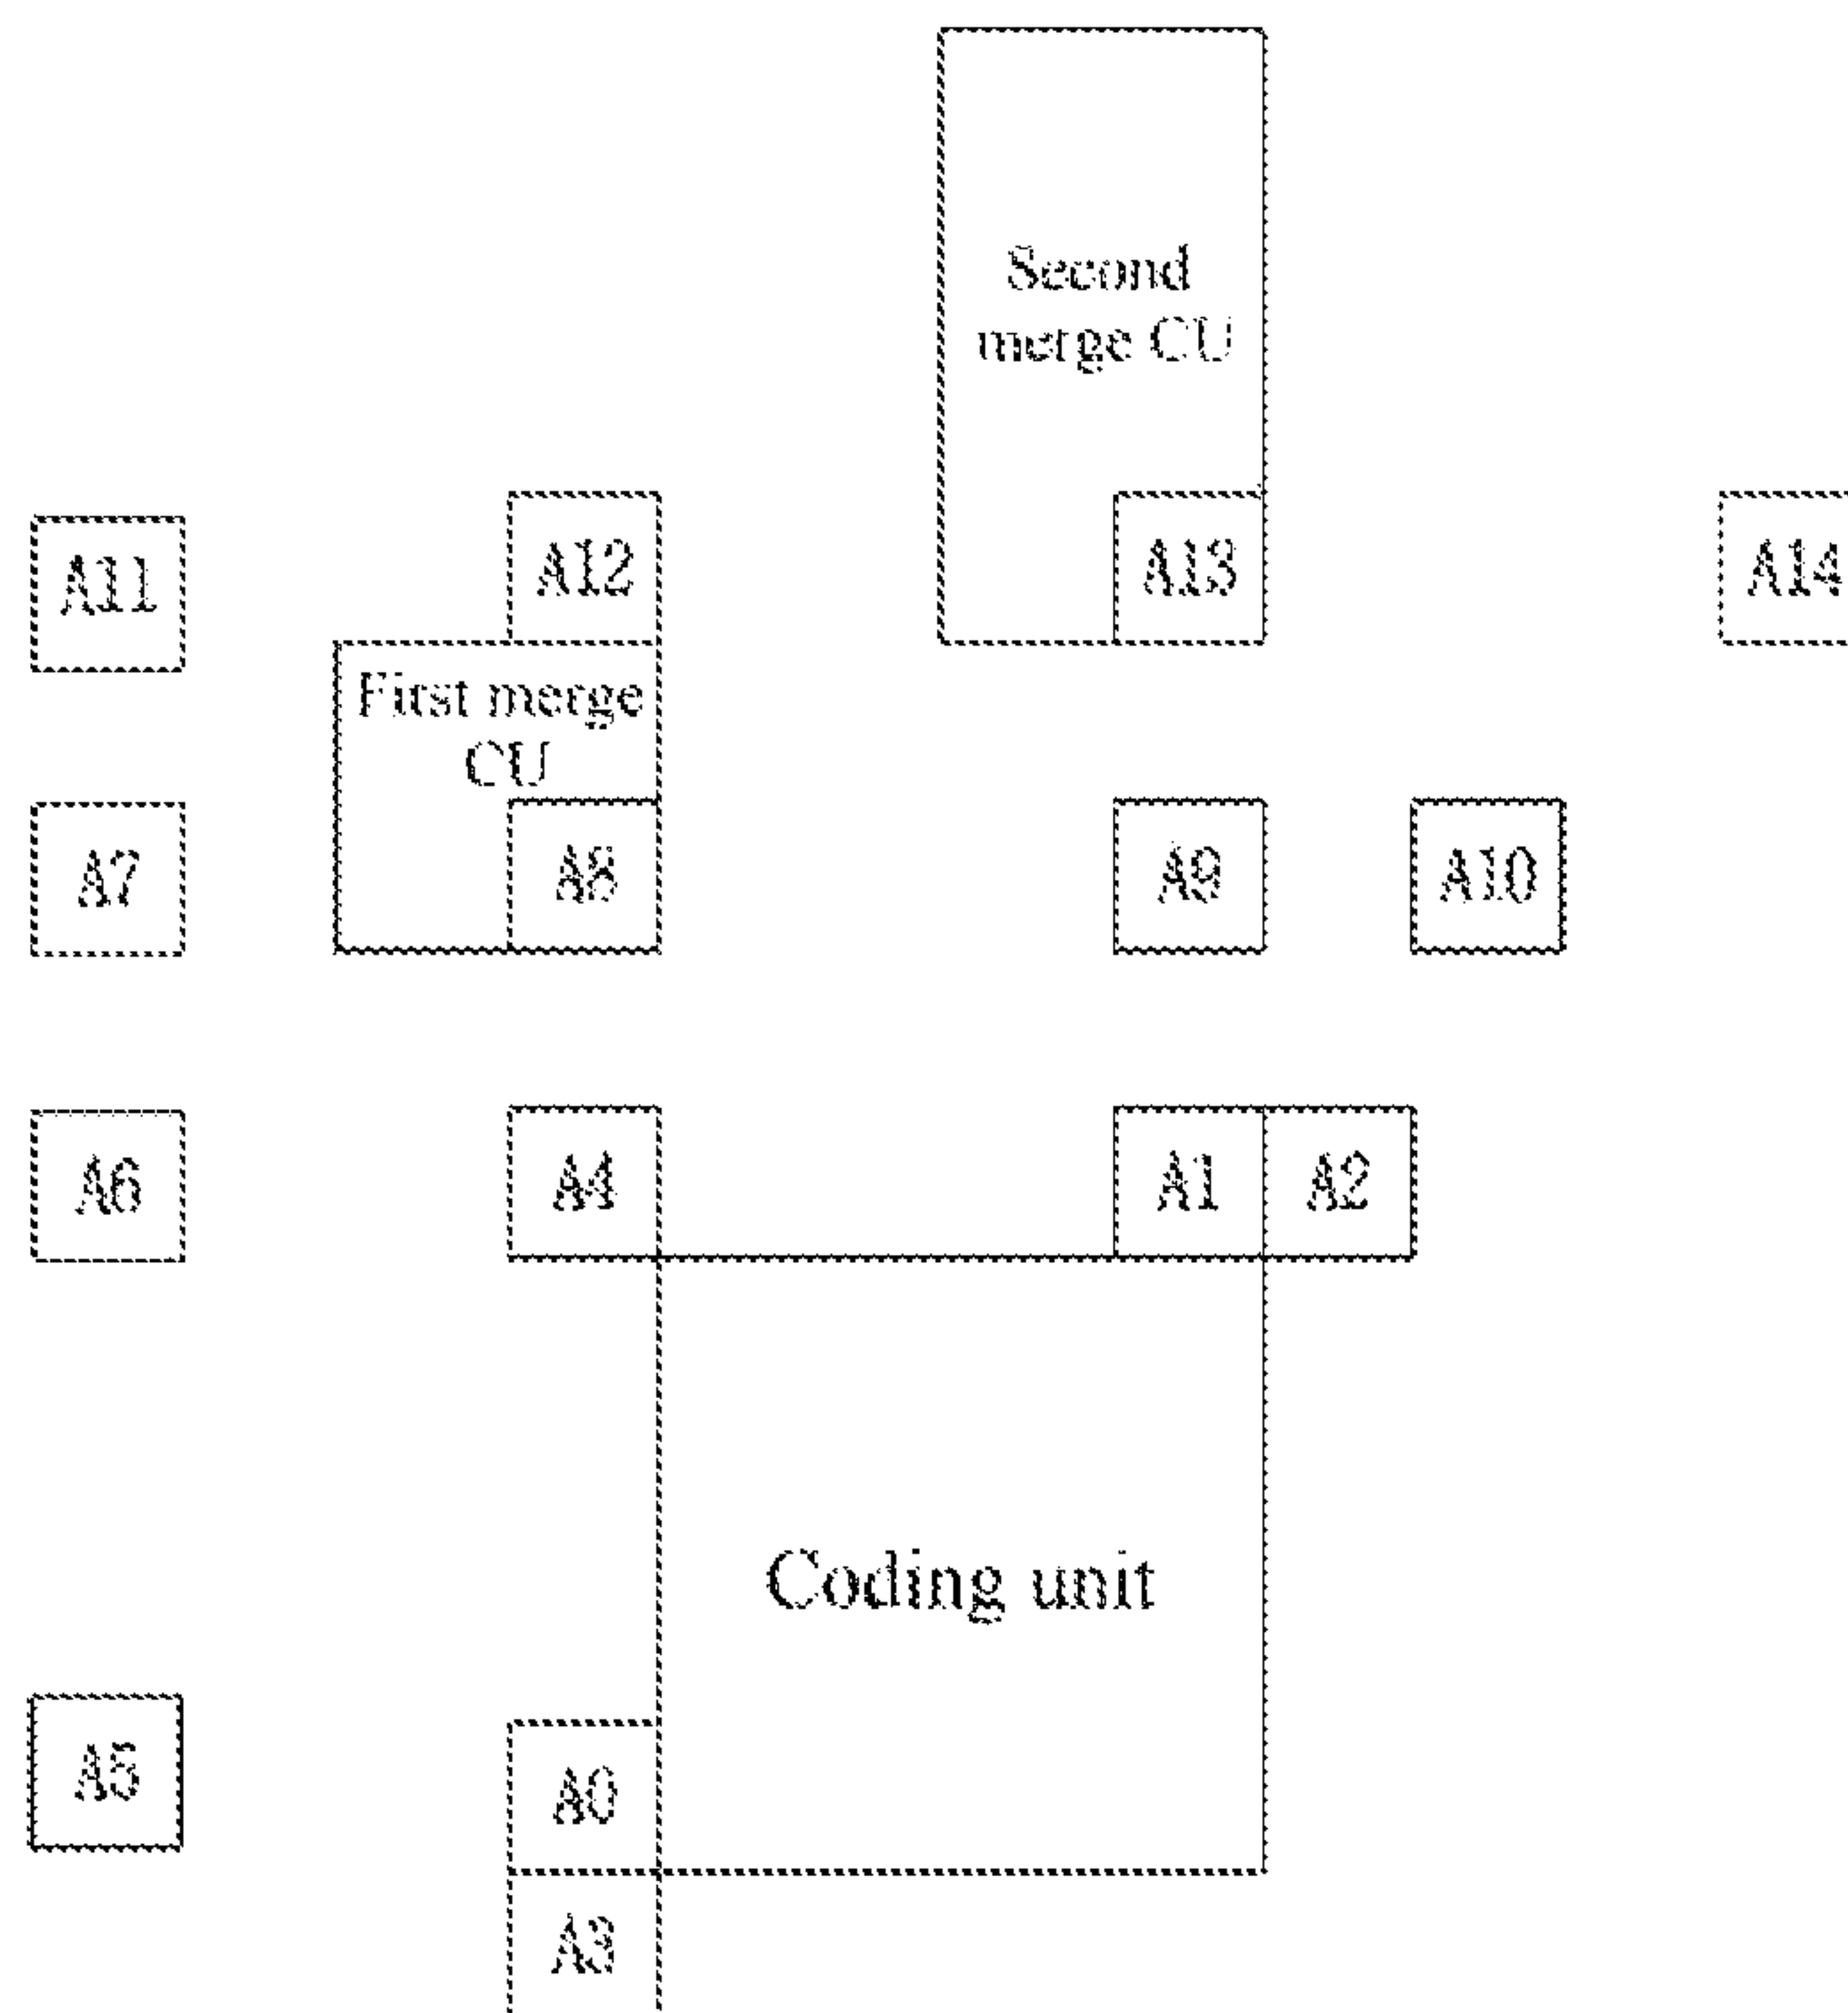 Second
merge CU
A11
A12
A13
A14
First merge
CU
A7
A8
A9
A10
A6
A4
A1
A2
Coding unit
A5
A0
A3